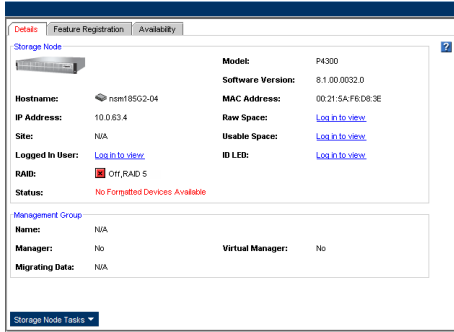 Details Feature Registration Availability
Storage Node
Model: P4300
Software Version: 8.1.00.0032.0
Hostname: nsm185G2-04 MAC Address: 00:21:5A:F6:D8:3E
IP Address: 10.0.63.4 Raw Space: Log in to view
Site: N/A Usable Space: Log in to view
Logged In User: Log in to view ID LED: Log in to view
RAID: Off,RAID 5
Status: No Formatted Devices Available
Management Group
Name: N/A
Manager: No Virtual Manager: No
Migrating Data: N/A
Storage Node Tasks